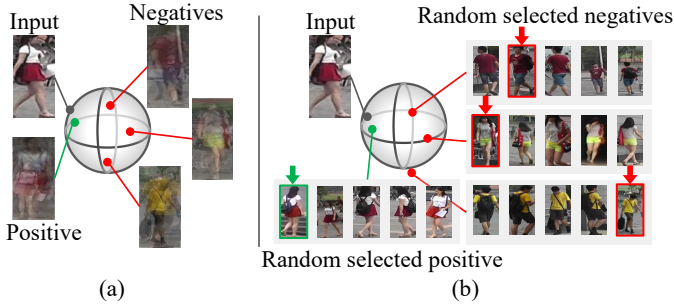 Input
Negatives
Positive
(a)
Input
Random selected negatives
Random selected positive
(b)